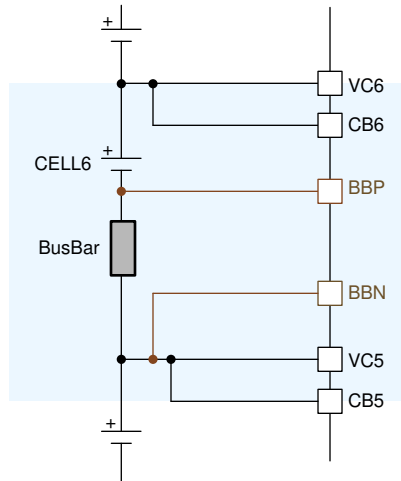 +
VC6
CB6
+
CELL6
BBP
BusBar
BBN
VC5
CB5
+